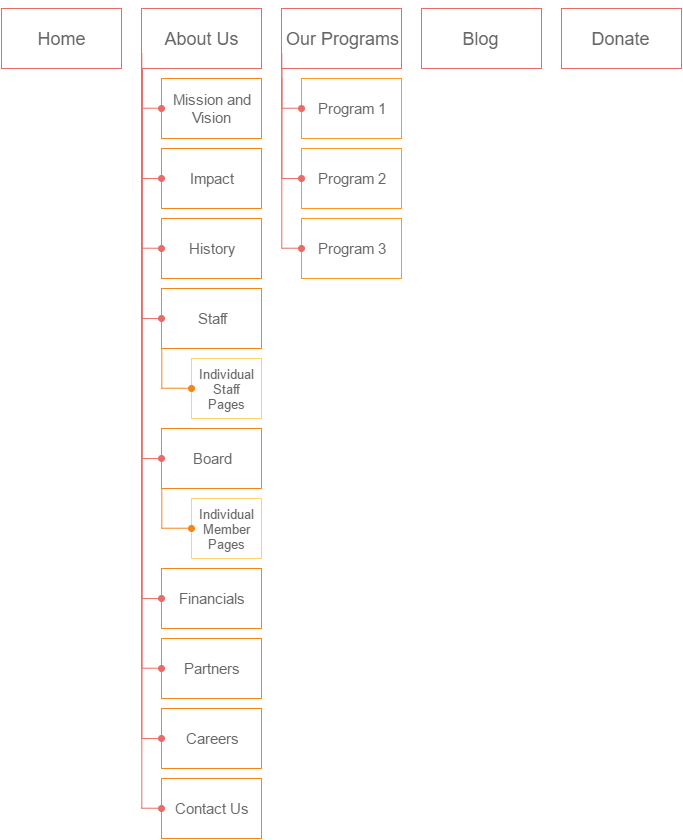 Home
About Us
Our Programs
Blog
Donate
Mission and
Vision
Impact
History
Staff
Individual
Staff
Pages
Board
Individual
Member
Pages
Financials
Partners
Careers
Contact Us
Program 1
Program 2
Program 3